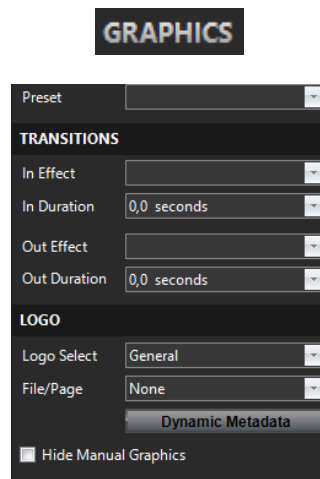 GRAPHICS
Preset
TRANSITIONS
In Effect
In Duration 0,0 seconds
Out Effect
Out Duration 0,0 seconds
LOGO
Logo Select General
File/Page None
Dynamic Metadata
Hide Manual Graphics